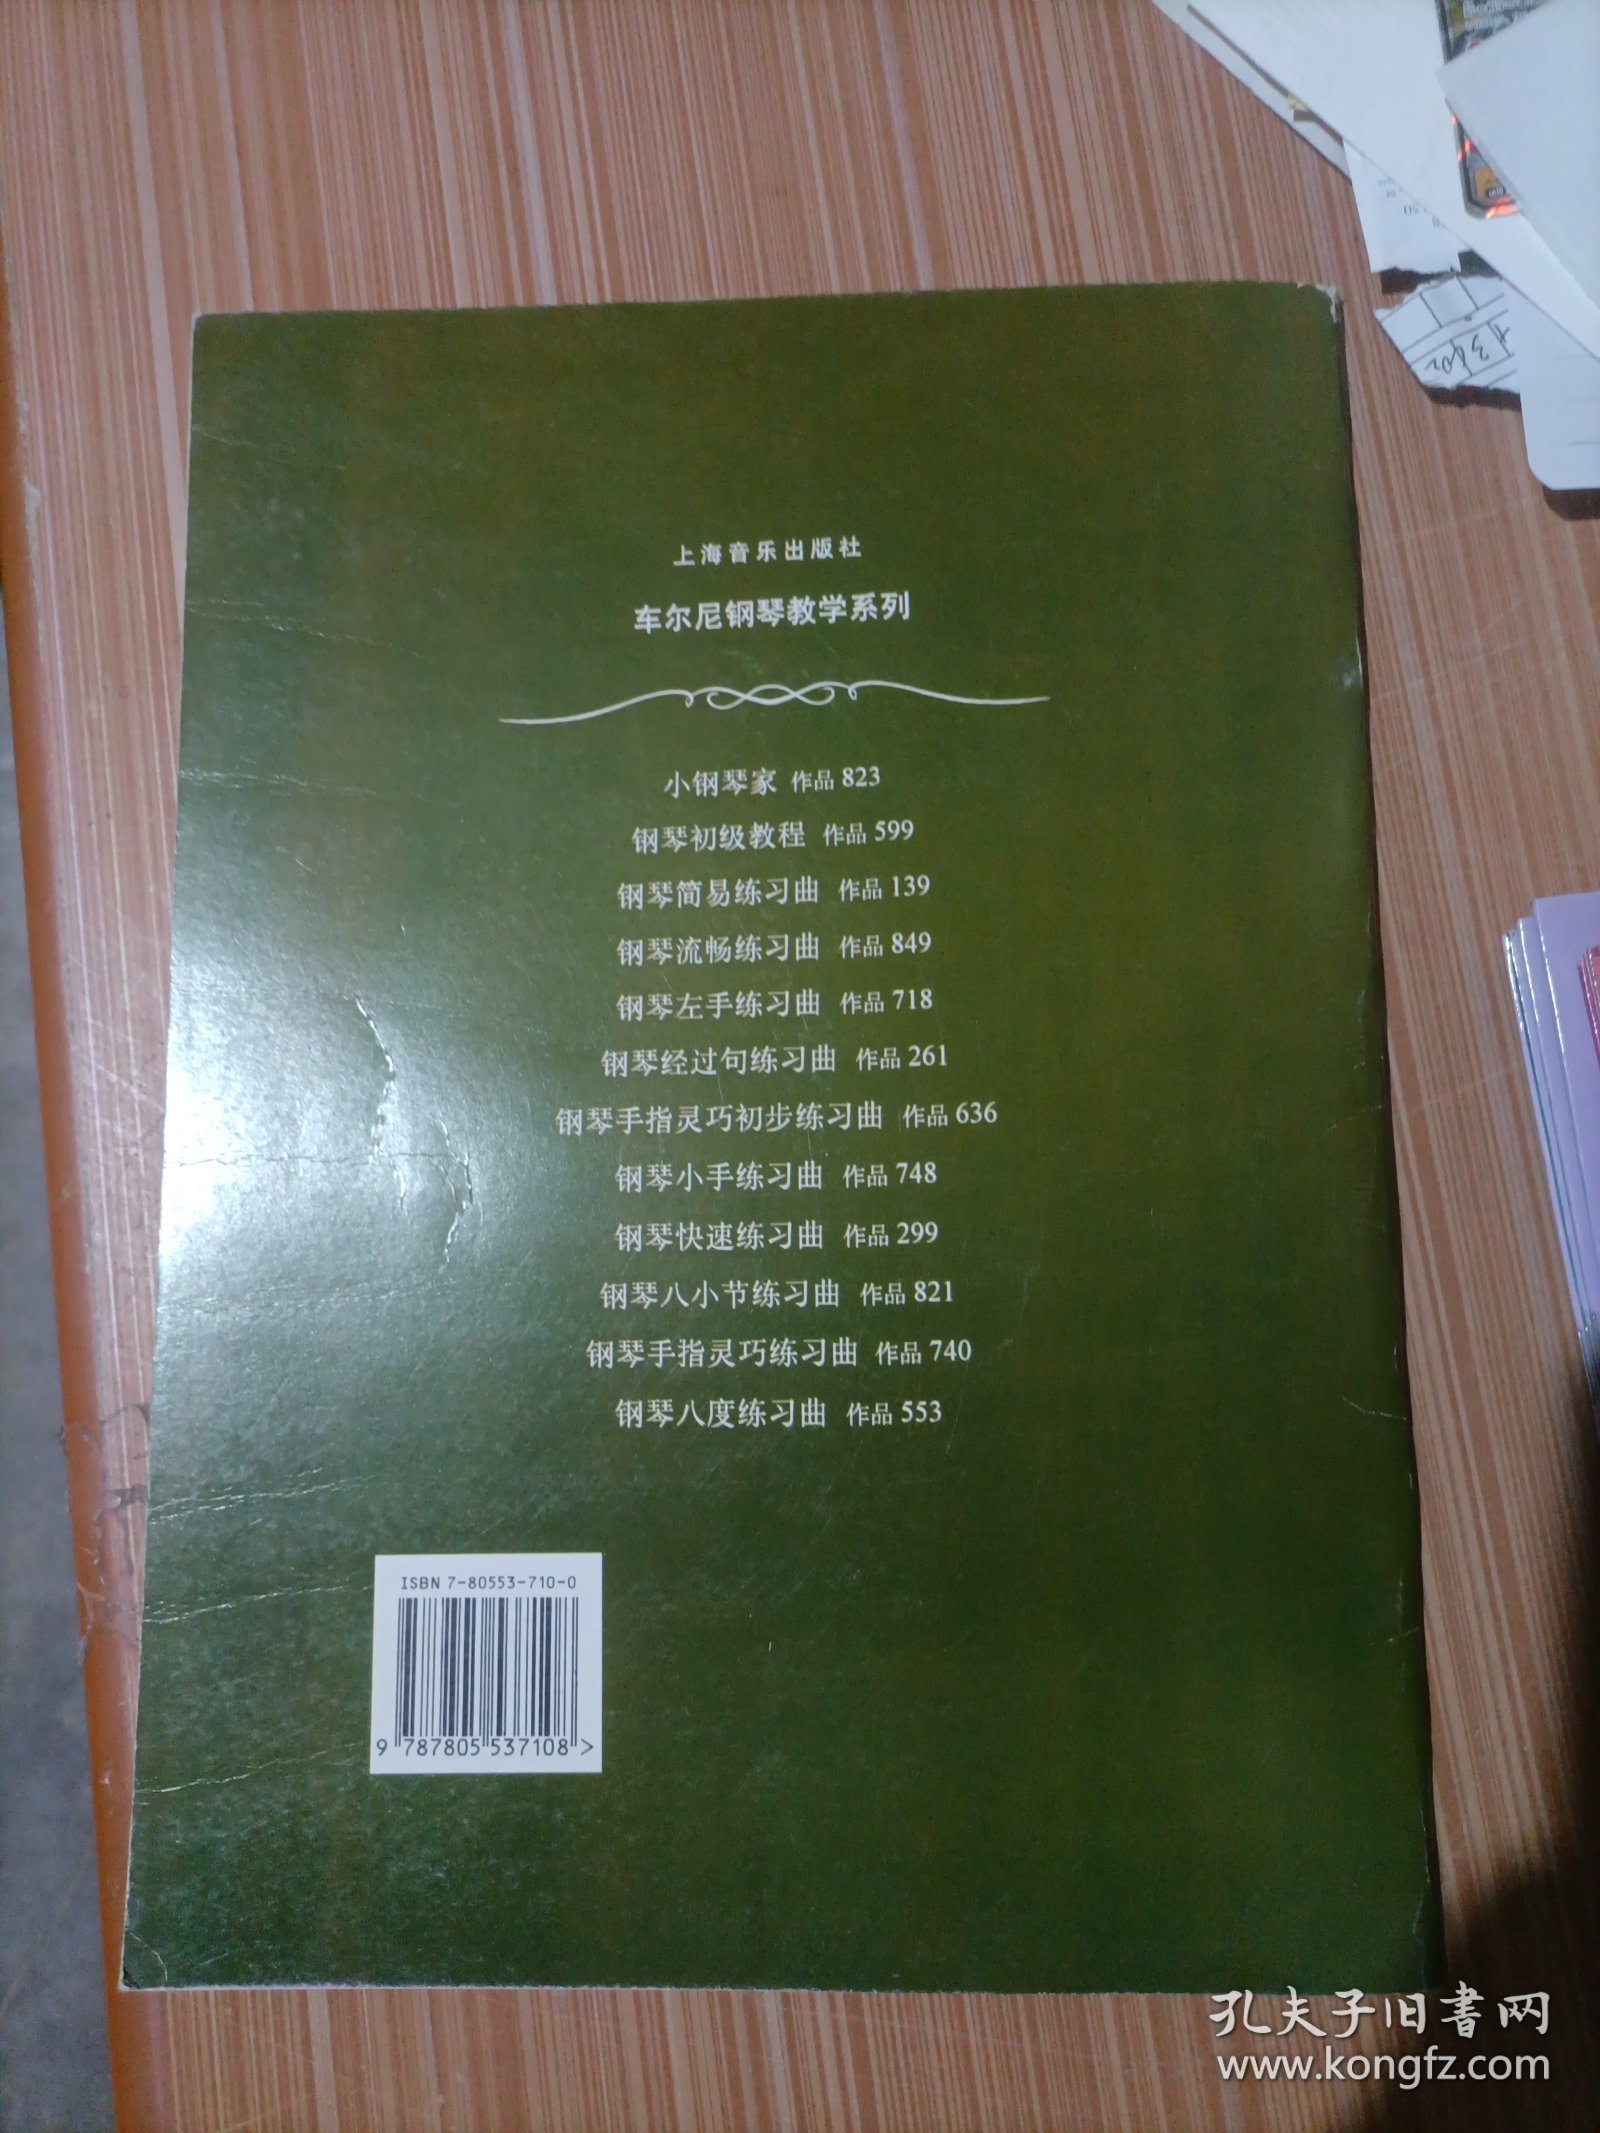 上海音乐出版社
车尔尼钢琴教学系列
小钢琴家 作品 823
钢琴初级教程 作品 599
钢琴简易练习曲 作品 139
钢琴流畅练习曲 作品 849
钢琴左手练习曲 作品 718
钢琴经过句练习曲 作品 261
钢琴手指灵巧初步练习曲 作品 636
钢琴小手练习曲 作品 748
钢琴快速练习曲 作品 299
钢琴八小节练习曲 作品 821
钢琴手指灵巧练习曲 作品 740
钢琴八度练习曲 作品 553
ISBN 7-80553-710-0
9 787805 537108 >
孔夫子旧書网
www.kongfz.com